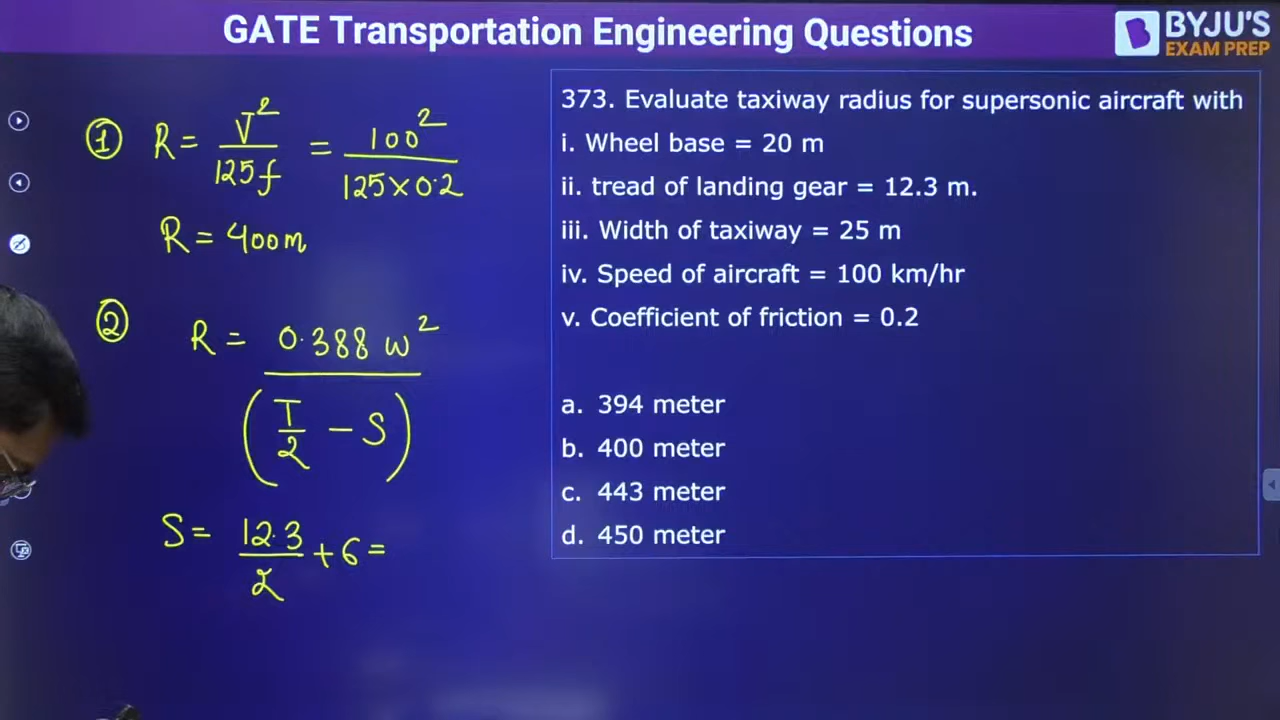 GATE Transportation Engineering Questions
BYJU'S
EXAM PREP
① R = V² / 125f = 100² / 125 × 0.2
R = 400m
② R = 0.388 w² / (T/2 - S)
S = 12.3/2 + 6 =
373. Evaluate taxiway radius for supersonic aircraft with
i. Wheel base = 20 m
ii. tread of landing gear = 12.3 m.
iii. Width of taxiway = 25 m
iv. Speed of aircraft = 100 km/hr
v. Coefficient of friction = 0.2
a. 394 meter
b. 400 meter
c. 443 meter
d. 450 meter